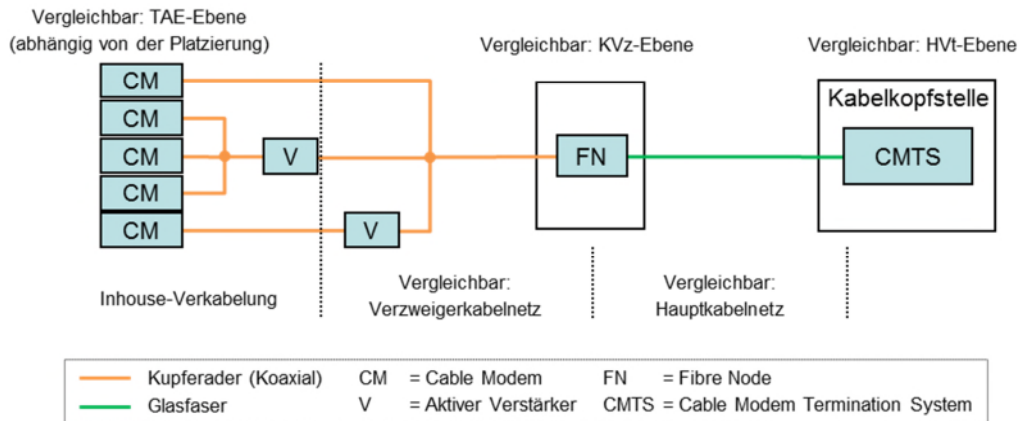 Vergleichbar: TAE-Ebene
(abhängig von der Platzierung)
Vergleichbar: KVz-Ebene
Vergleichbar: HVt-Ebene
CM
CM
CM
CM
CM
V
V
FN
Kabelkopfstelle
CMTS
Inhouse-Verkabelung
Vergleichbar:
Verzweigerkabelnetz
Vergleichbar:
Hauptkabelnetz
Kupferader (Koaxial)
CM = Cable Modem
FN = Fibre Node
Glasfaser
V = Aktiver Verstärker
CMTS = Cable Modem Termination System